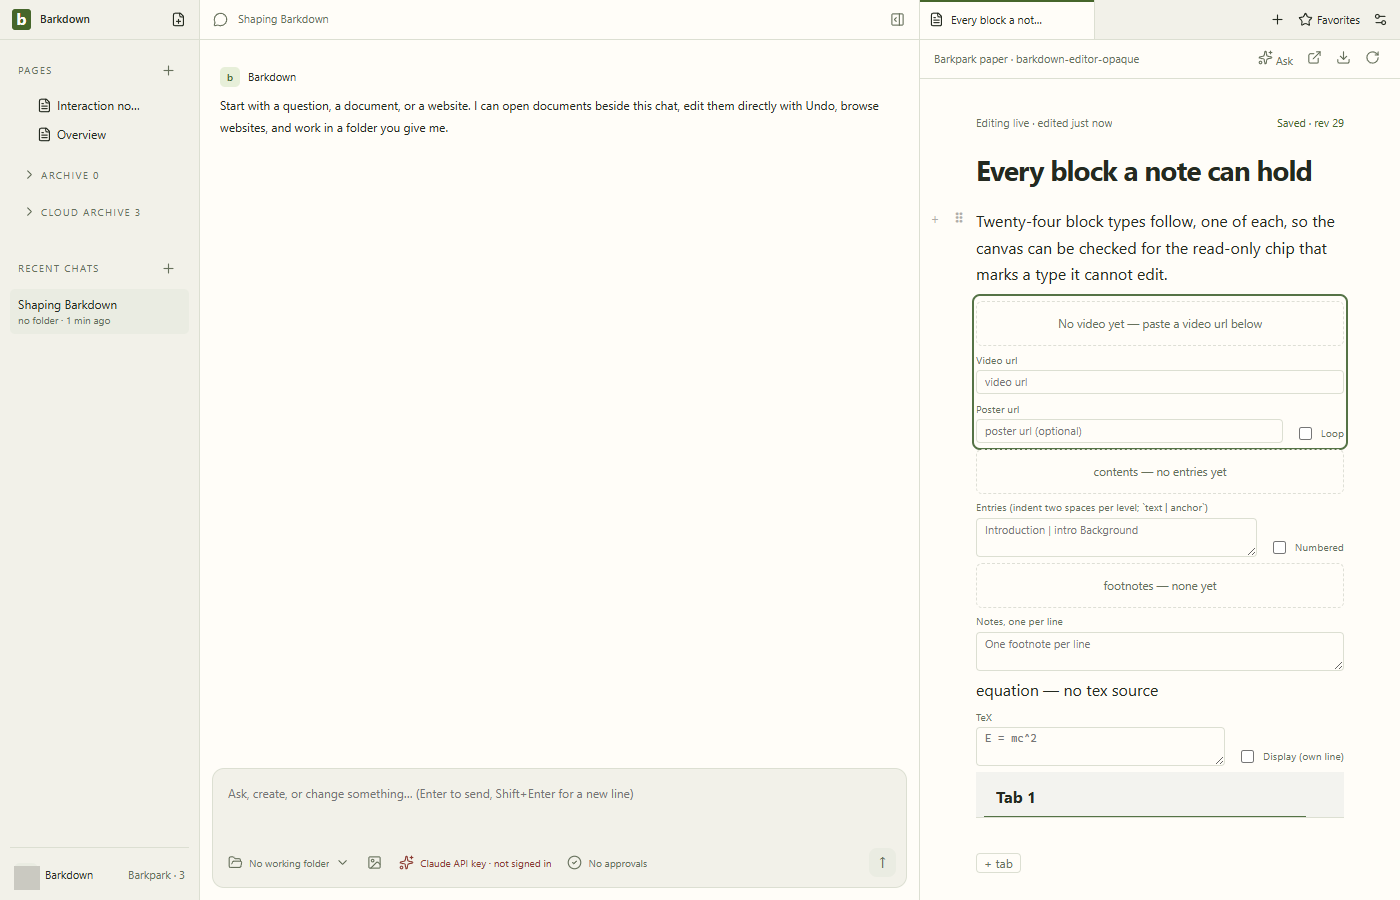 b Barkdown
PAGES
Interaction no...
Overview
ARCHIVE 0
CLOUD ARCHIVE 3
RECENT CHATS
Shaping Barkdown
no folder · 1 min ago
Barkdown
Barkpark · 3
Shaping Barkdown
b Barkdown
Start with a question, a document, or a website. I can open documents beside this chat, edit them directly with Undo, browse
websites, and work in a folder you give me.
Ask, create, or change something... (Enter to send, Shift+Enter for a new line)
No working folder
Claude API key · not signed in
No approvals
Every block a not...
Favorites
Barkpark paper · barkdown-editor-opaque
Ask
Editing live · edited just now
Saved · rev 29
Every block a note can hold
Twenty-four block types follow, one of each, so the
canvas can be checked for the read-only chip that
marks a type it cannot edit.
No video yet — paste a video url below
Video url
video url
Poster url
poster url (optional)
Loop
contents — no entries yet
Entries (indent two spaces per level; `text | anchor`)
Introduction | intro Background
Numbered
footnotes — none yet
Notes, one per line
One footnote per line
equation — no tex source
TeX
E = mc^2
Display (own line)
Tab 1
+ tab